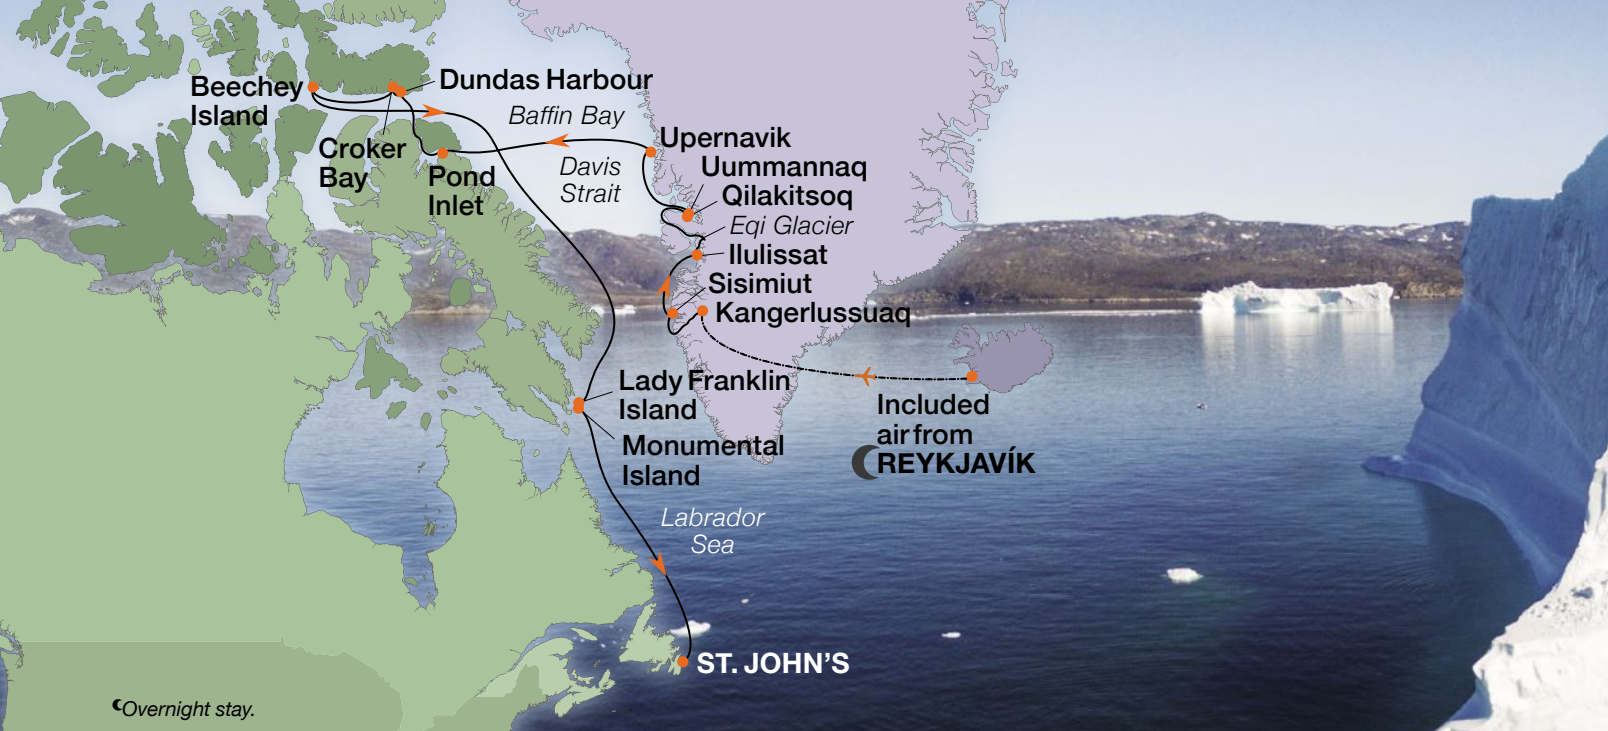 Beechey
Island
Dundas Harbour
Baffin Bay
Croker
Bay
Pond
Inlet
Davis
Strait
Upernavik
Uummannaq
Qilakitsoq
Eqi Glacier
Ilulissat
Sisimiut
Kangerlussuaq
Lady Franklin
Island
Monumental
Island
Included
air from
REYKJAVÍK
Labrador
Sea
ST. JOHN'S
Overnight stay.